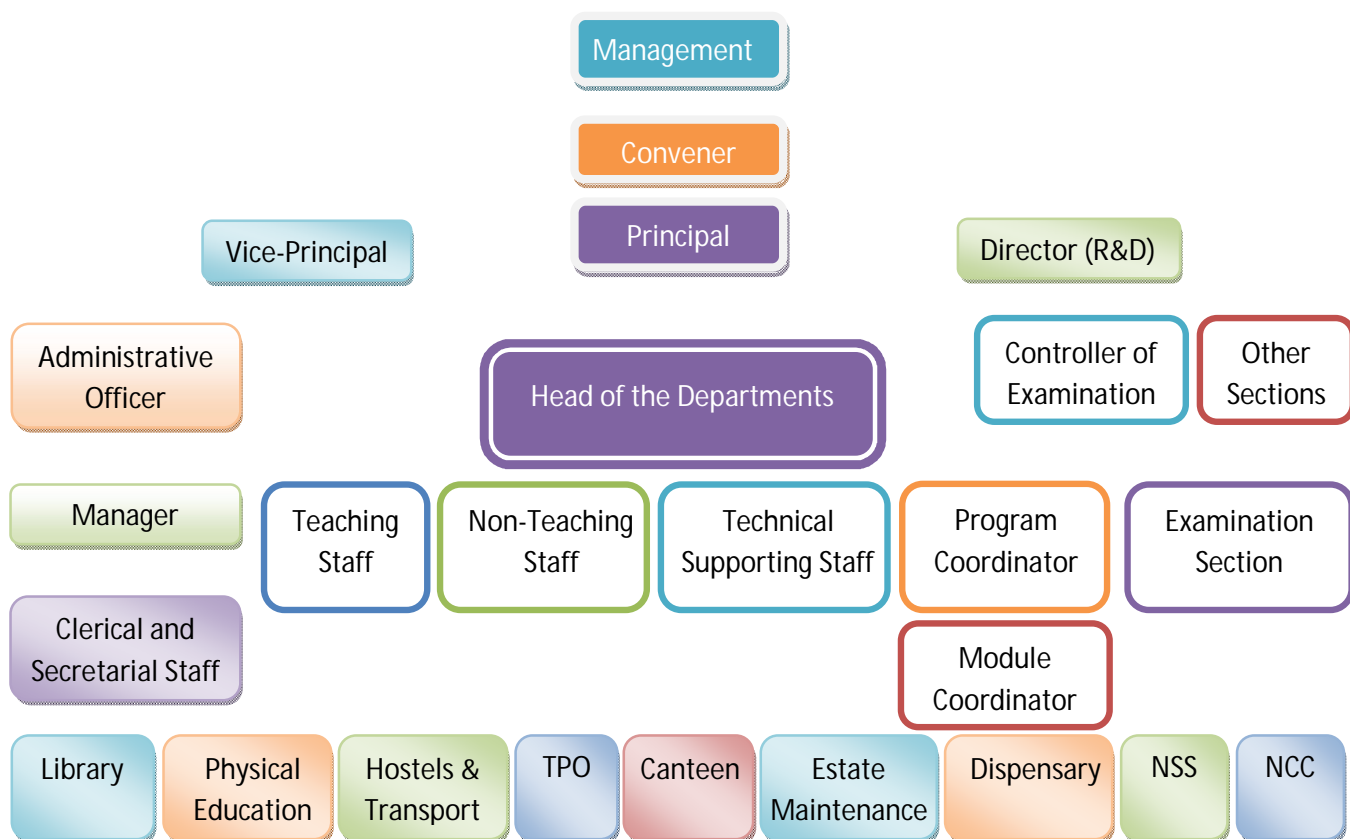 Management
Convener
Principal
Vice-Principal
Director (R&D)
Administrative
Officer
Head of the Departments
Controller of
Examination
Other
Sections
Manager
Teaching
Staff
Non-Teaching
Staff
Technical
Supporting Staff
Program
Coordinator
Examination
Section
Clerical and
Secretarial Staff
Module
Coordinator
Library
Physical
Education
Hostels &
Transport
TPO
Canteen
Estate
Maintenance
Dispensary
NSS
NCC